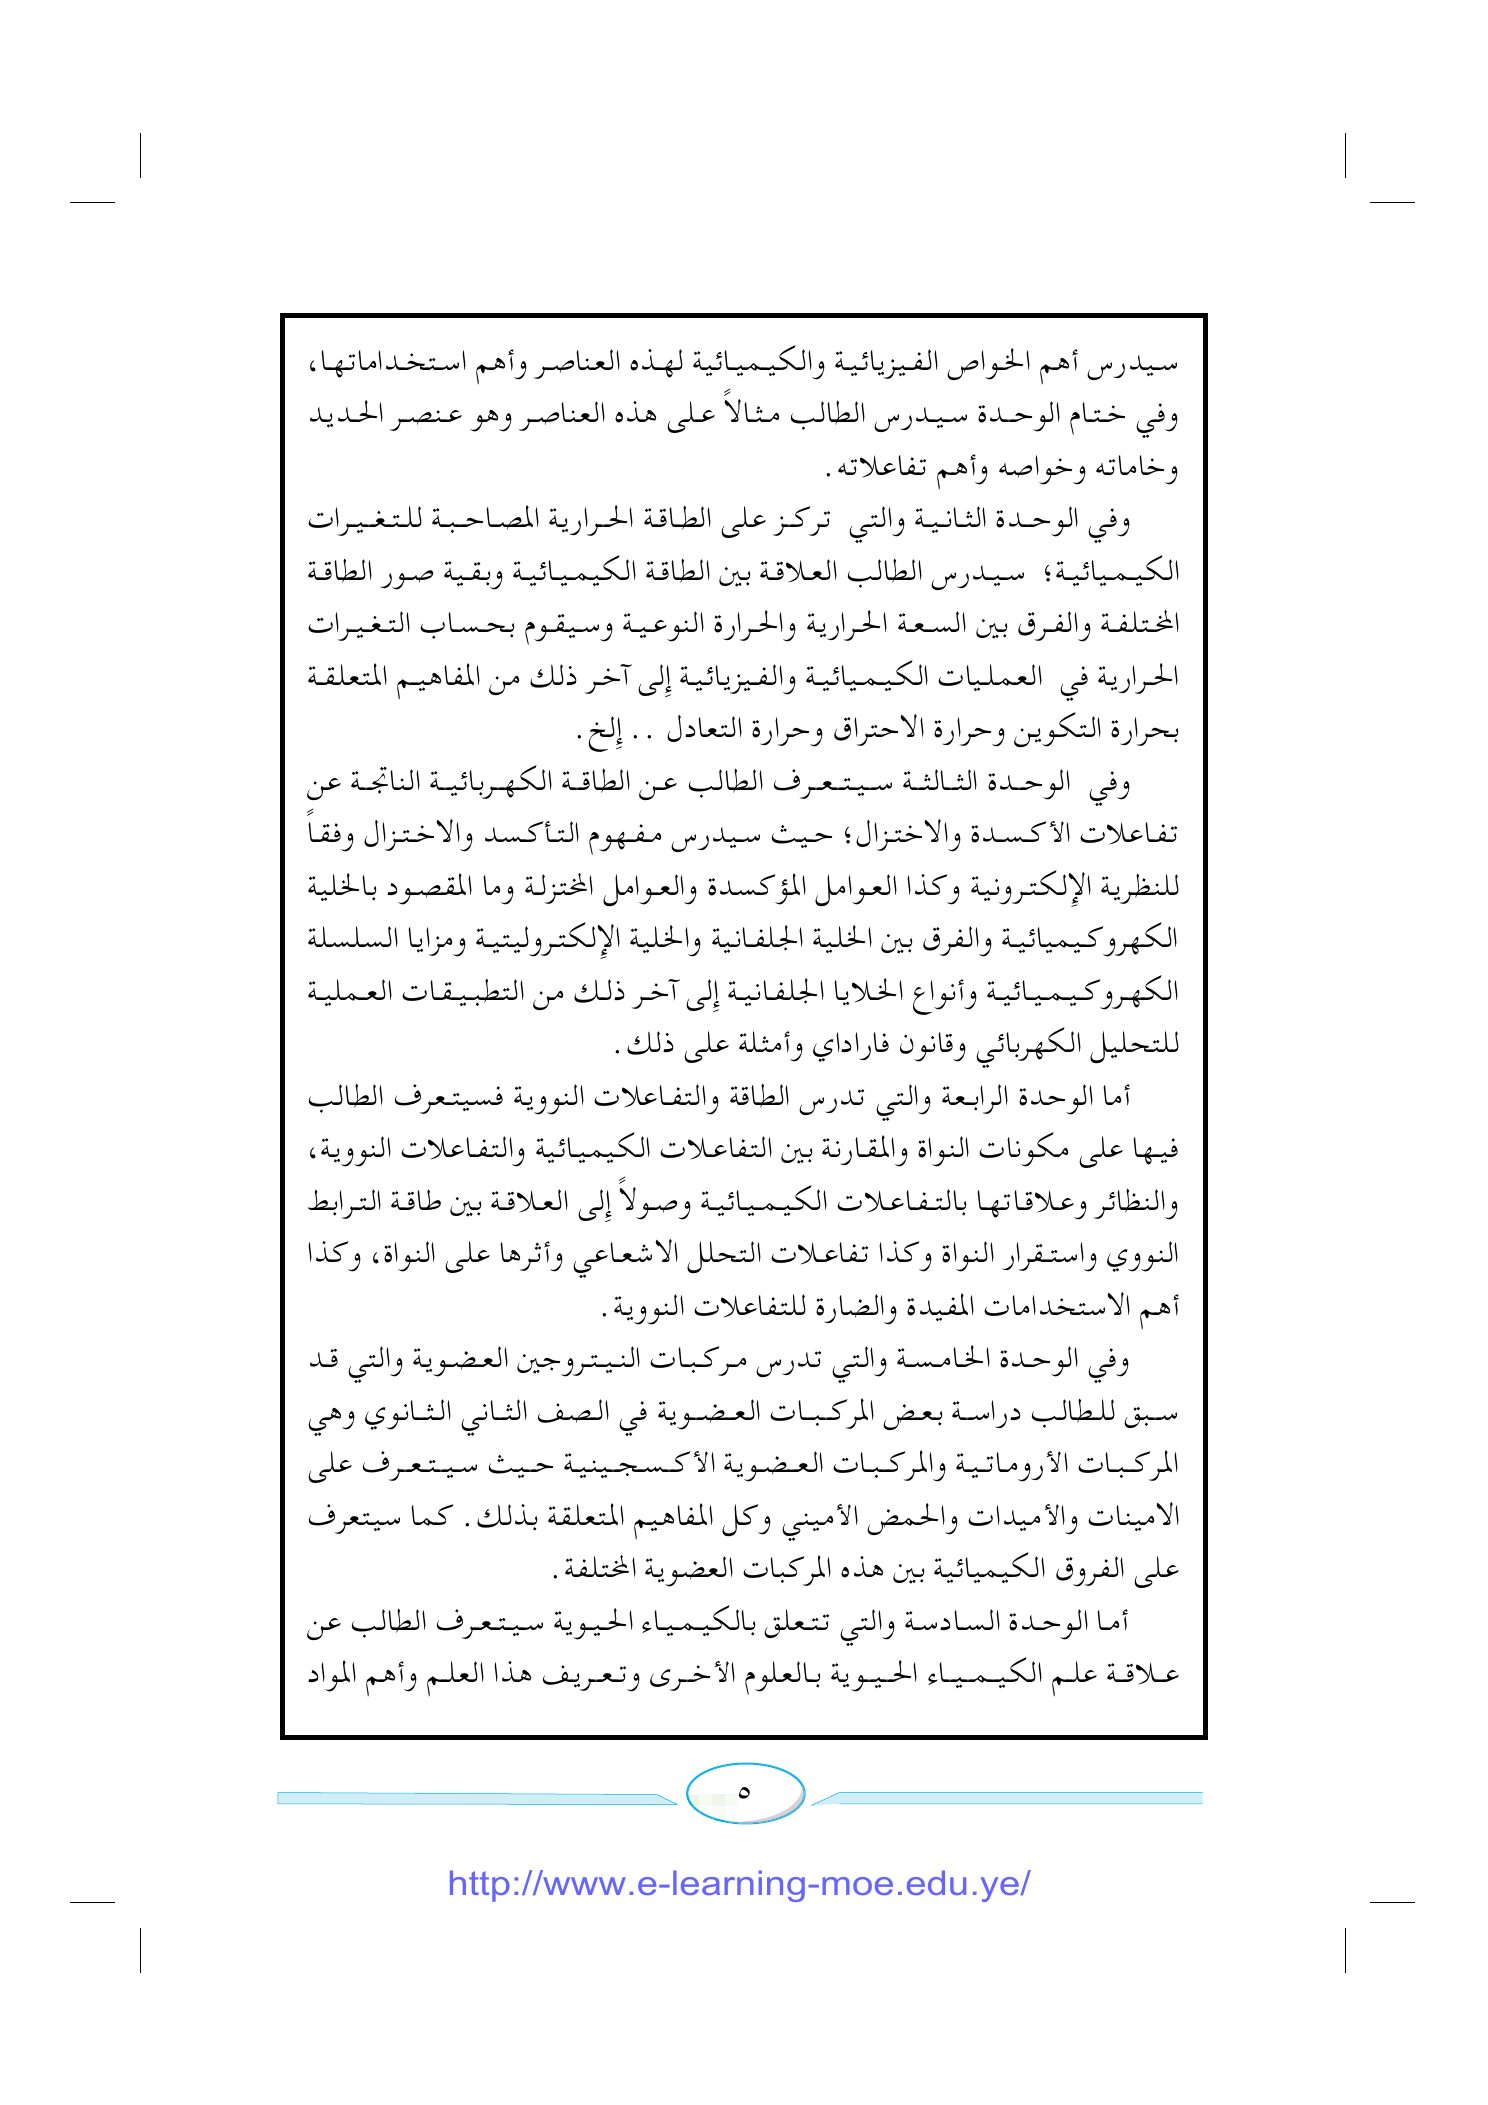 سيدرس أهم الخواص الفيزيائية والكيميائية لهذه العناصر وأهم استخداماتها،
وفي ختام الوحدة سيدرس الطالب مثالاً على هذه العناصر وهو عنصر الحديد
وخاماته وخواصه وأهم تفاعلاته.
وفي الوحدة الثانية والتي تركز على الطاقة الحرارية المصاحبة للتغيرات
الكيميائية؛ سيدرس الطالب العلاقة بين الطاقة الكيميائية وبقية صور الطاقة
المختلفة والفرق بين السعة الحرارية والحرارة النوعية وسيقوم بحساب التغيرات
الحرارية في العمليات الكيميائية والفيزيائية إلى آخر ذلك من المفاهيم المتعلقة
بحرارة التكوين وحرارة الاحتراق وحرارة التعادل .. إلخ.
وفي الوحدة الثالثة سيتعرف الطالب عن الطاقة الكهربائية الناتجة عن
تفاعلات الأكسدة والاختزال؛ حيث سيدرس مفهوم التأكسد والاختزال وفقاً
للنظرية الإلكترونية وكذا العوامل المؤكسدة والعوامل المختزلة وما المقصود بالخلية
الكهروكيميائية والفرق بين الخلية الجلفانية والخلية الإلكتروليتية ومزايا السلسلة
الكهروكيميائية وأنواع الخلايا الجلفانية إلى آخر ذلك من التطبيقات العملية
للتحليل الكهربائي وقانون فاراداي وأمثلة على ذلك.
أما الوحدة الرابعة والتي تدرس الطاقة والتفاعلات النووية فسيتعرف الطالب
فيها على مكونات النواة والمقارنة بين التفاعلات الكيميائية والتفاعلات النووية،
والنظائر وعلاقاتها بالتفاعلات الكيميائية وصولاً إلى العلاقة بين طاقة الترابط
النووي واستقرار النواة وكذا تفاعلات التحلل الاشعاعي وأثرها على النواة، وكذا
أهم الاستخدامات المفيدة والضارة للتفاعلات النووية.
وفي الوحدة الخامسة والتي تدرس مركبات النيتروجين العضوية والتي قد
سبق للطالب دراسة بعض المركبات العضوية في الصف الثاني الثانوي وهي
المركبات الأروماتية والمركبات العضوية الأكسجينية حيث سيتعرف على
الامينات والأميدات والحمض الأميني وكل المفاهيم المتعلقة بذلك. كما سيتعرف
على الفروق الكيميائية بين هذه المركبات العضوية المختلفة.
أما الوحدة السادسة والتي تتعلق بالكيمياء الحيوية سيتعرف الطالب عن
علاقة علم الكيمياء الحيوية بالعلوم الأخرى وتعريف هذا العلم وأهم المواد
٥
http://www.e-learning-moe.edu.ye/